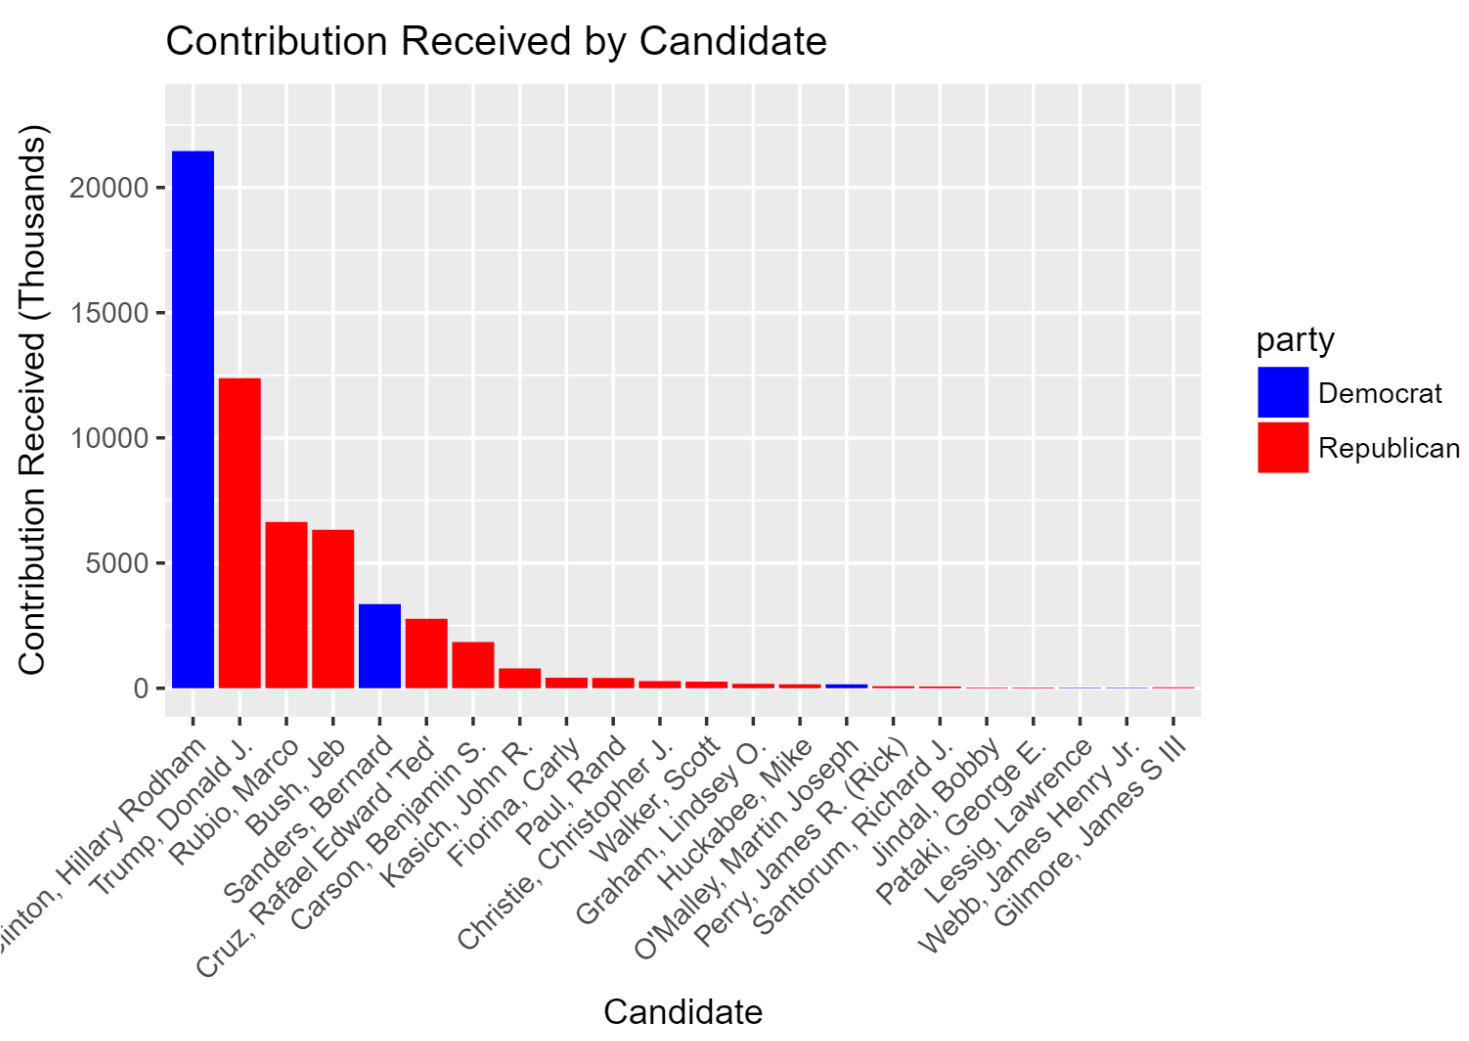 Contribution Received by Candidate
Contribution Received (Thousands)
20000
15000
10000
5000
0
Hillary Rodham
Trump, Donald J.
Rubio, Marco
Bush, Jeb
Sanders, Bernard
Cruz, Rafael Edward 'Ted'
Carson, Benjamin S.
Kasich, John R.
Fiorina, Carly
Paul, Rand
Christie, Christopher J.
Walker, Scott
Graham, Lindsey O.
Huckabee, Mike
O'Malley, Martin Joseph
Perry, James R. (Rick)
Santorum, Richard J.
Jindal, Bobby
Pataki, George E.
Lessig, Lawrence
Webb, James Henry Jr.
Gilmore, James S III
Candidate
party
Democrat
Republican